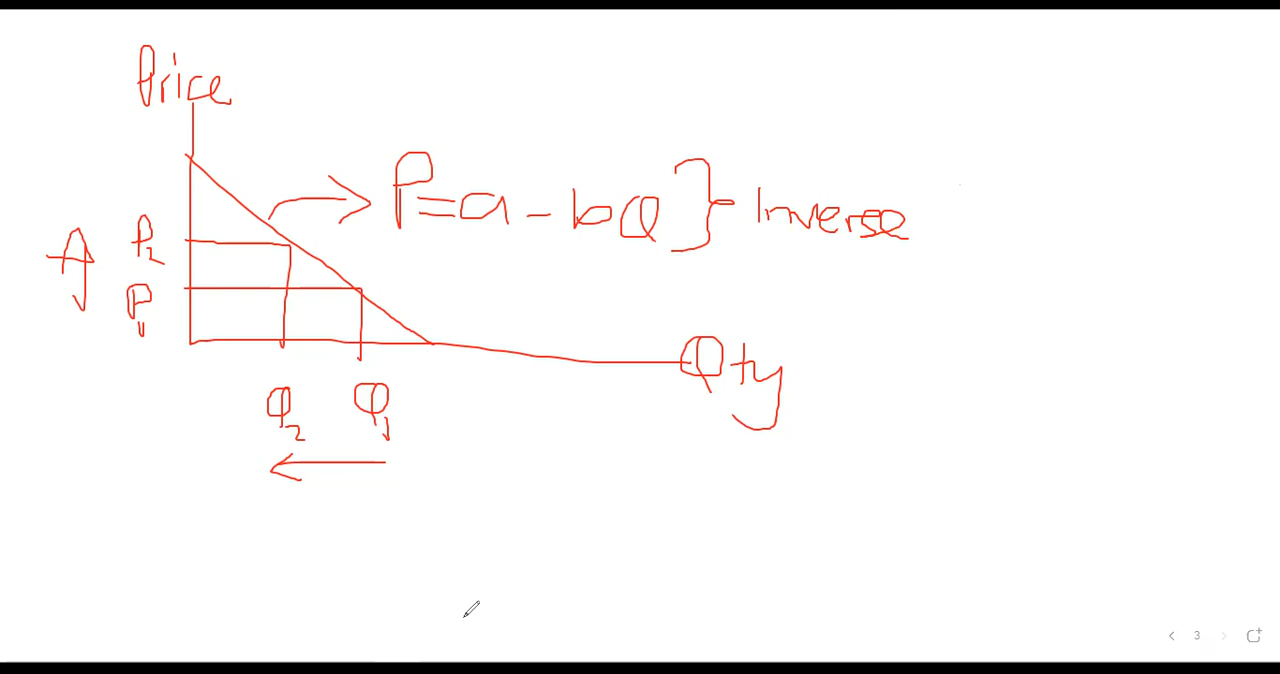 Price
P = a - bQ } - Inverse
P2
P1
Qty
Q2 Q1
3